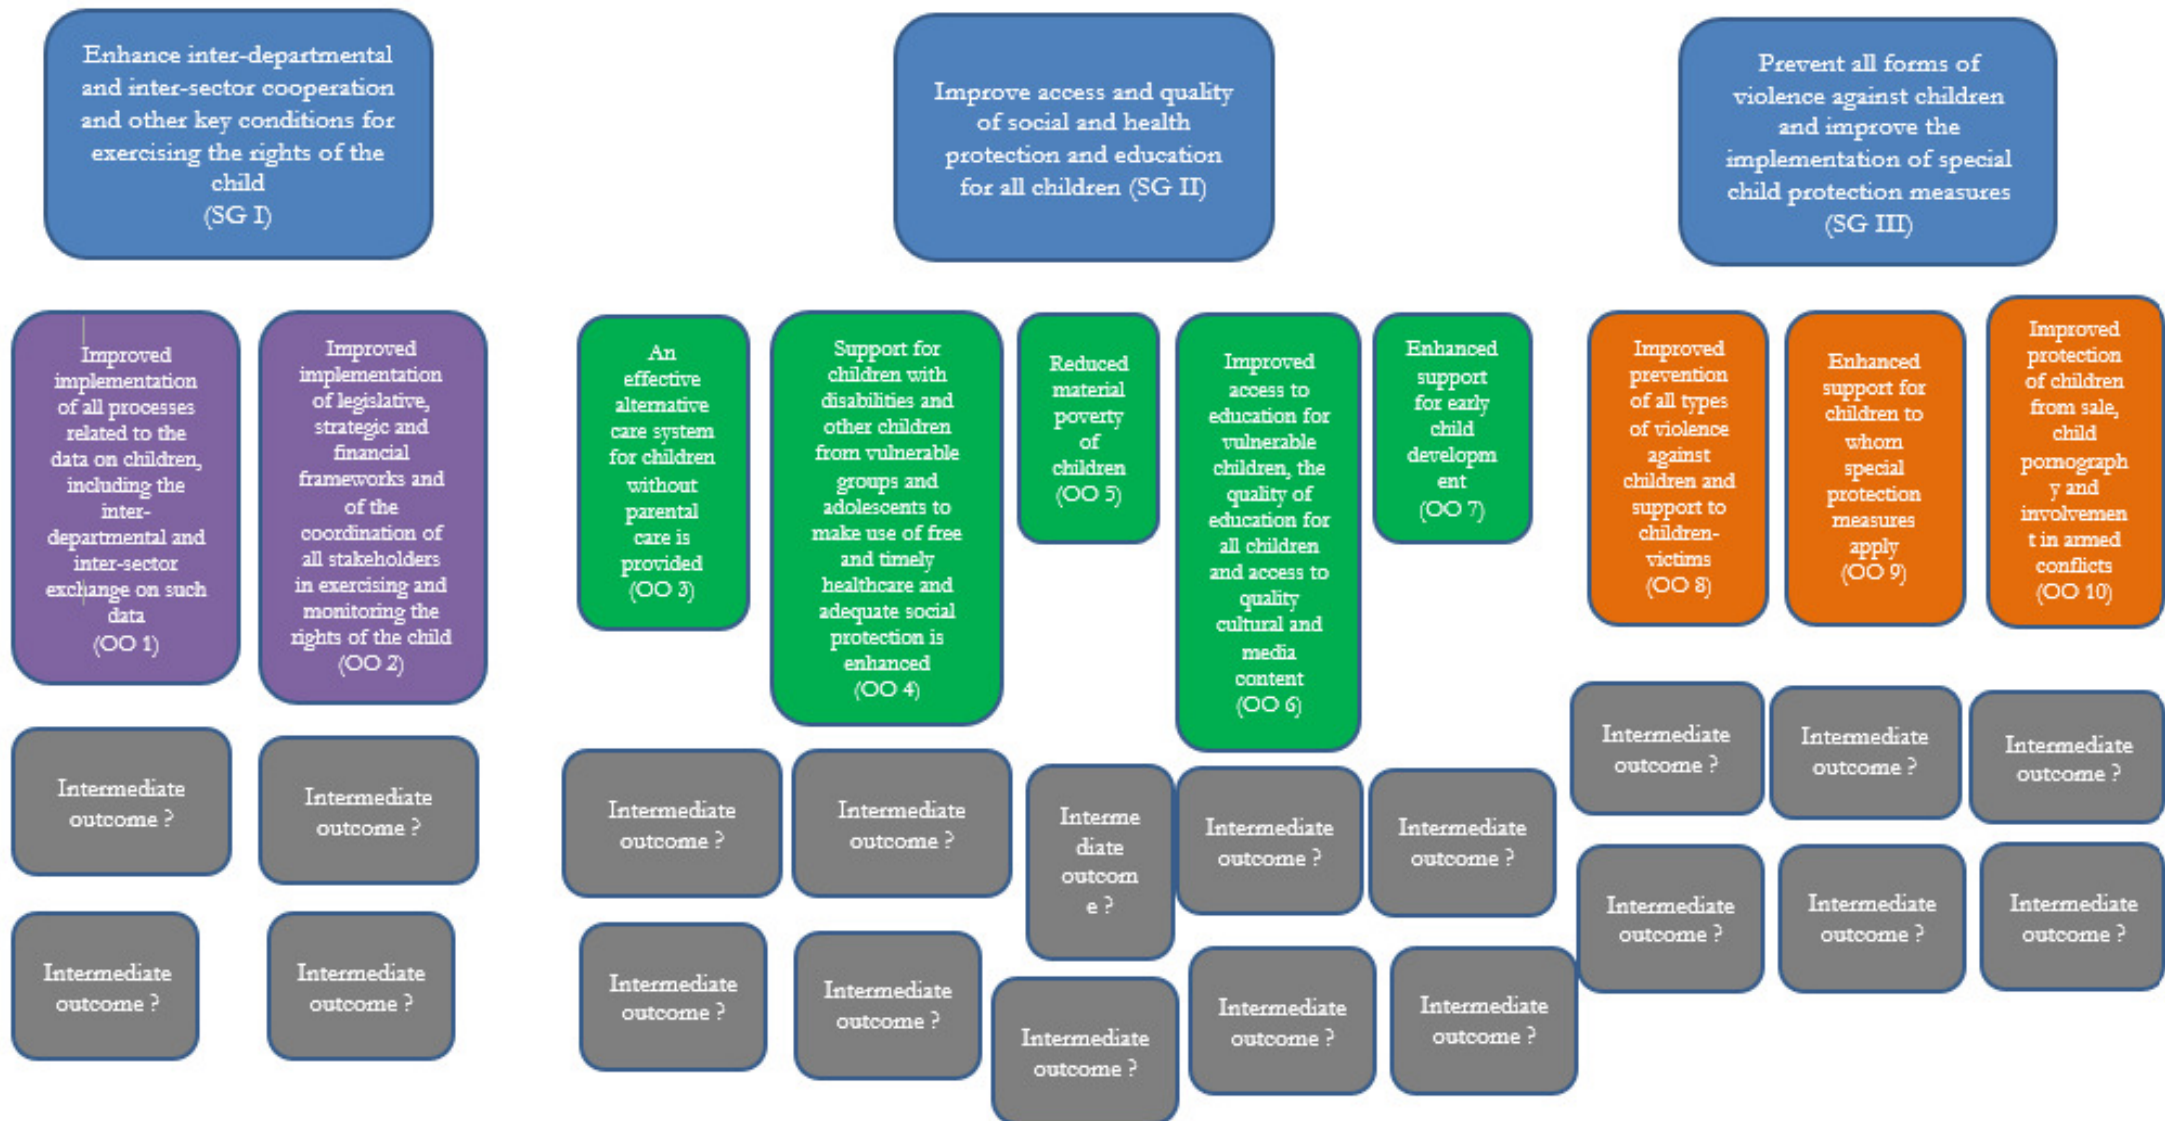 Enhance inter-departmental
and inter-sector cooperation
and other key conditions for
exercising the rights of the
child
(SG I)
Improve access and quality
of social and health
protection and education
for all children (SG II)
Prevent all forms of
violence against children
and improve the
implementation of special
child protection measures
(SG III)
Improved
implementation
of all processes
related to the
data on children,
including the
inter-
departmental and
inter-sector
exchange on such
data
(OO 1)
Improved
implementation
of legislative,
strategic and
financial
frameworks and
of the
coordination of
all stakeholders
in exercising and
monitoring the
rights of the child
(OO 2)
An
effective
alternative
care system
for children
without
parental
care is
provided
(OO 3)
Support for
children with
disabilities and
other children
from vulnerable
groups and
adolescents to
make use of free
and timely
healthcare and
adequate social
protection is
enhanced
(OO 4)
Reduced
material
poverty
of
children
(OO 5)
Improved
access to
education for
vulnerable
children, the
quality of
education for
all children
and access to
quality
cultural and
media
content
(OO 6)
Enhanced
support
for early
child
developm
ent
(OO 7)
Improved
prevention
of all types
of violence
against
children and
support to
children-
victims
(OO 8)
Enhanced
support for
children to
whom
special
protection
measures
apply
(OO 9)
Improved
protection
of children
from sale,
child
pornograph
y and
involvemen
t in armed
conflicts
(OO 10)
Intermediate
outcome ?
Intermediate
outcome ?
Intermediate
outcome ?
Intermediate
outcome ?
Interme
diate
outcom
e ?
Intermediate
outcome ?
Intermediate
outcome ?
Intermediate
outcome ?
Intermediate
outcome ?
Intermediate
outcome ?
Intermediate
outcome ?
Intermediate
outcome ?
Intermediate
outcome ?
Intermediate
outcome ?
Intermediate
outcome ?
Intermediate
outcome ?
Intermediate
outcome ?
Intermediate
outcome ?
Intermediate
outcome ?
Intermediate
outcome ?